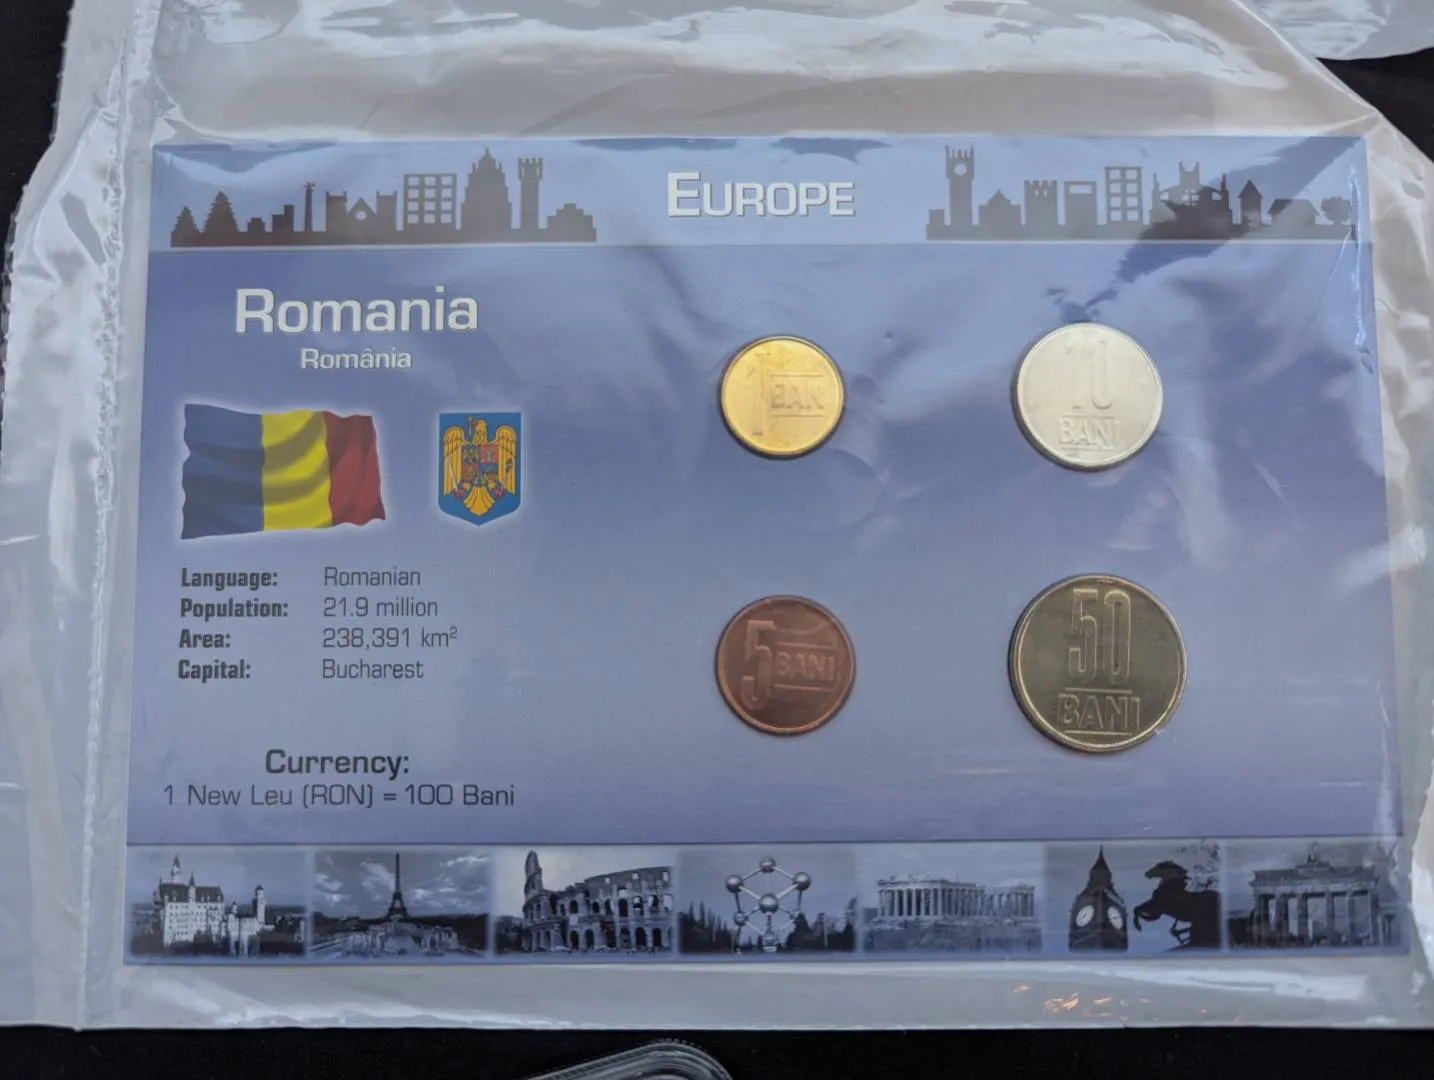 EUROPE
Romania
România
Language: Romanian
Population: 21.9 million
Area: 238,391 km²
Capital: Bucharest
Currency:
1 New Leu (RON) = 100 Bani
1 BAN
10
BANI
5 BANI
50
BANI